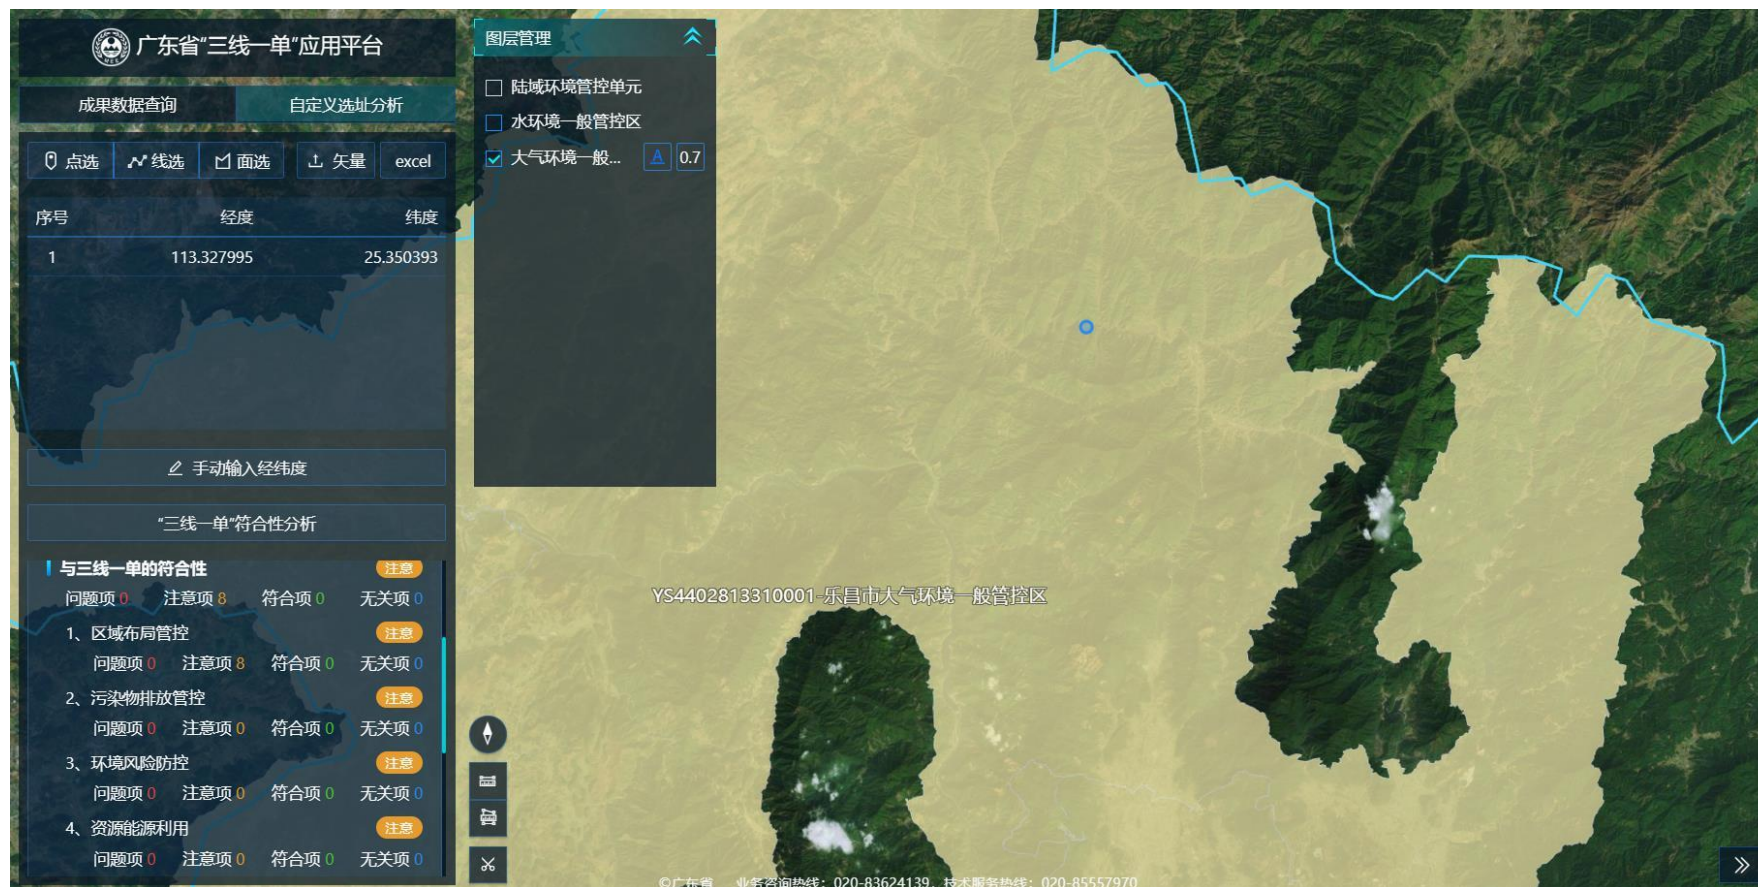 广东省“三线一单”应用平台
成果数据查询 自定义选址分析
点选 线选 面选 矢量 excel
序号 经度 纬度
1 113.327995 25.350393
手动输入经纬度
“三线一单”符合性分析
与三线一单的符合性 注意
问题项 0 注意项 8 符合项 0 无关项 0
1、区域布局管控 注意
问题项 0 注意项 8 符合项 0 无关项 0
2、污染物排放管控 注意
问题项 0 注意项 0 符合项 0 无关项 0
3、环境风险防控 注意
问题项 0 注意项 0 符合项 0 无关项 0
4、资源能源利用 注意
问题项 0 注意项 0 符合项 0 无关项 0
图层管理
陆域环境管控单元
水环境一般管控区
大气环境一般... A 0.7
YS4402813310001-乐昌市大气环境一般管控区
©广东省 业务咨询热线：020-83624139，技术服务热线：020-85557970